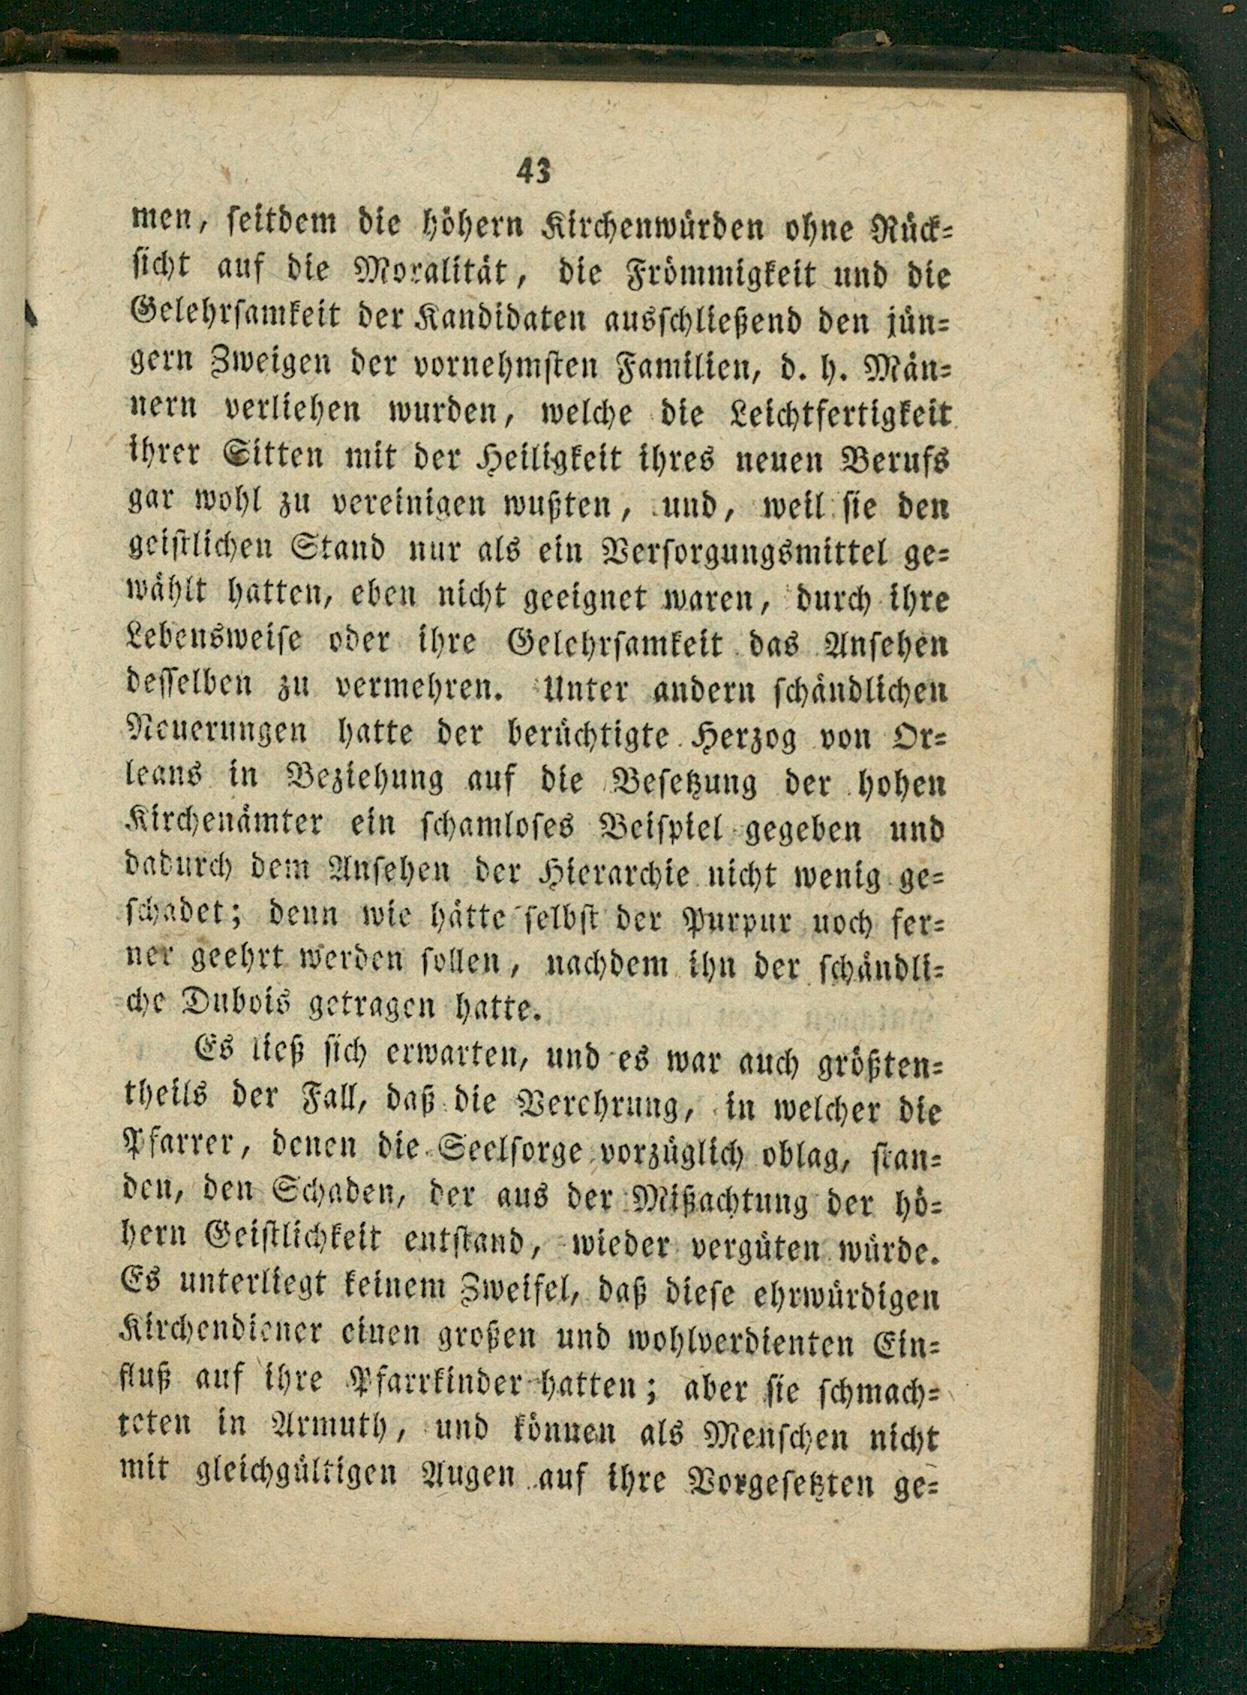 43
men, seitdem die höhern Kirchenwürden ohne Rück=
sicht auf die Moralität, die Frömmigkeit und die
Gelehrsamkeit der Kandidaten ausschließend den jün=
gern Zweigen der vornehmsten Familien, d. h. Män=
nern verliehen wurden, welche die Leichtfertigkeit
ihrer Sitten mit der Heiligkeit ihres neuen Berufs
gar wohl zu vereinigen wußten, und, weil sie den
geistlichen Stand nur als ein Versorgungsmittel ge=
wählt hatten, eben nicht geeignet waren, durch ihre
Lebensweise oder ihre Gelehrsamkeit das Ansehen
desselben zu vermehren. Unter andern schändlichen
Neuerungen hatte der berüchtigte Herzog von Or=
leans in Beziehung auf die Besetzung der hohen
Kirchenämter ein schamloses Beispiel gegeben und
dadurch dem Ansehen der Hierarchie nicht wenig ge=
schadet; denn wie hätte selbst der Purpur noch fer=
ner geehrt werden sollen, nachdem ihn der schändli=
che Dubois getragen hatte.
Es ließ sich erwarten, und es war auch größten=
theils der Fall, daß die Verehrung, in welcher die
Pfarrer, denen die Seelsorge vorzüglich oblag, stan=
den, den Schaden, der aus der Mißachtung der hö=
hern Geistlichkeit entstand, wieder vergüten würde.
Es unterliegt keinem Zweifel, daß diese ehrwürdigen
Kirchendiener einen großen und wohlverdienten Ein=
fluß auf ihre Pfarrkinder hatten; aber sie schmach=
teten in Armuth, und können als Menschen nicht
mit gleichgültigen Augen auf ihre Vorgesetzten ge=